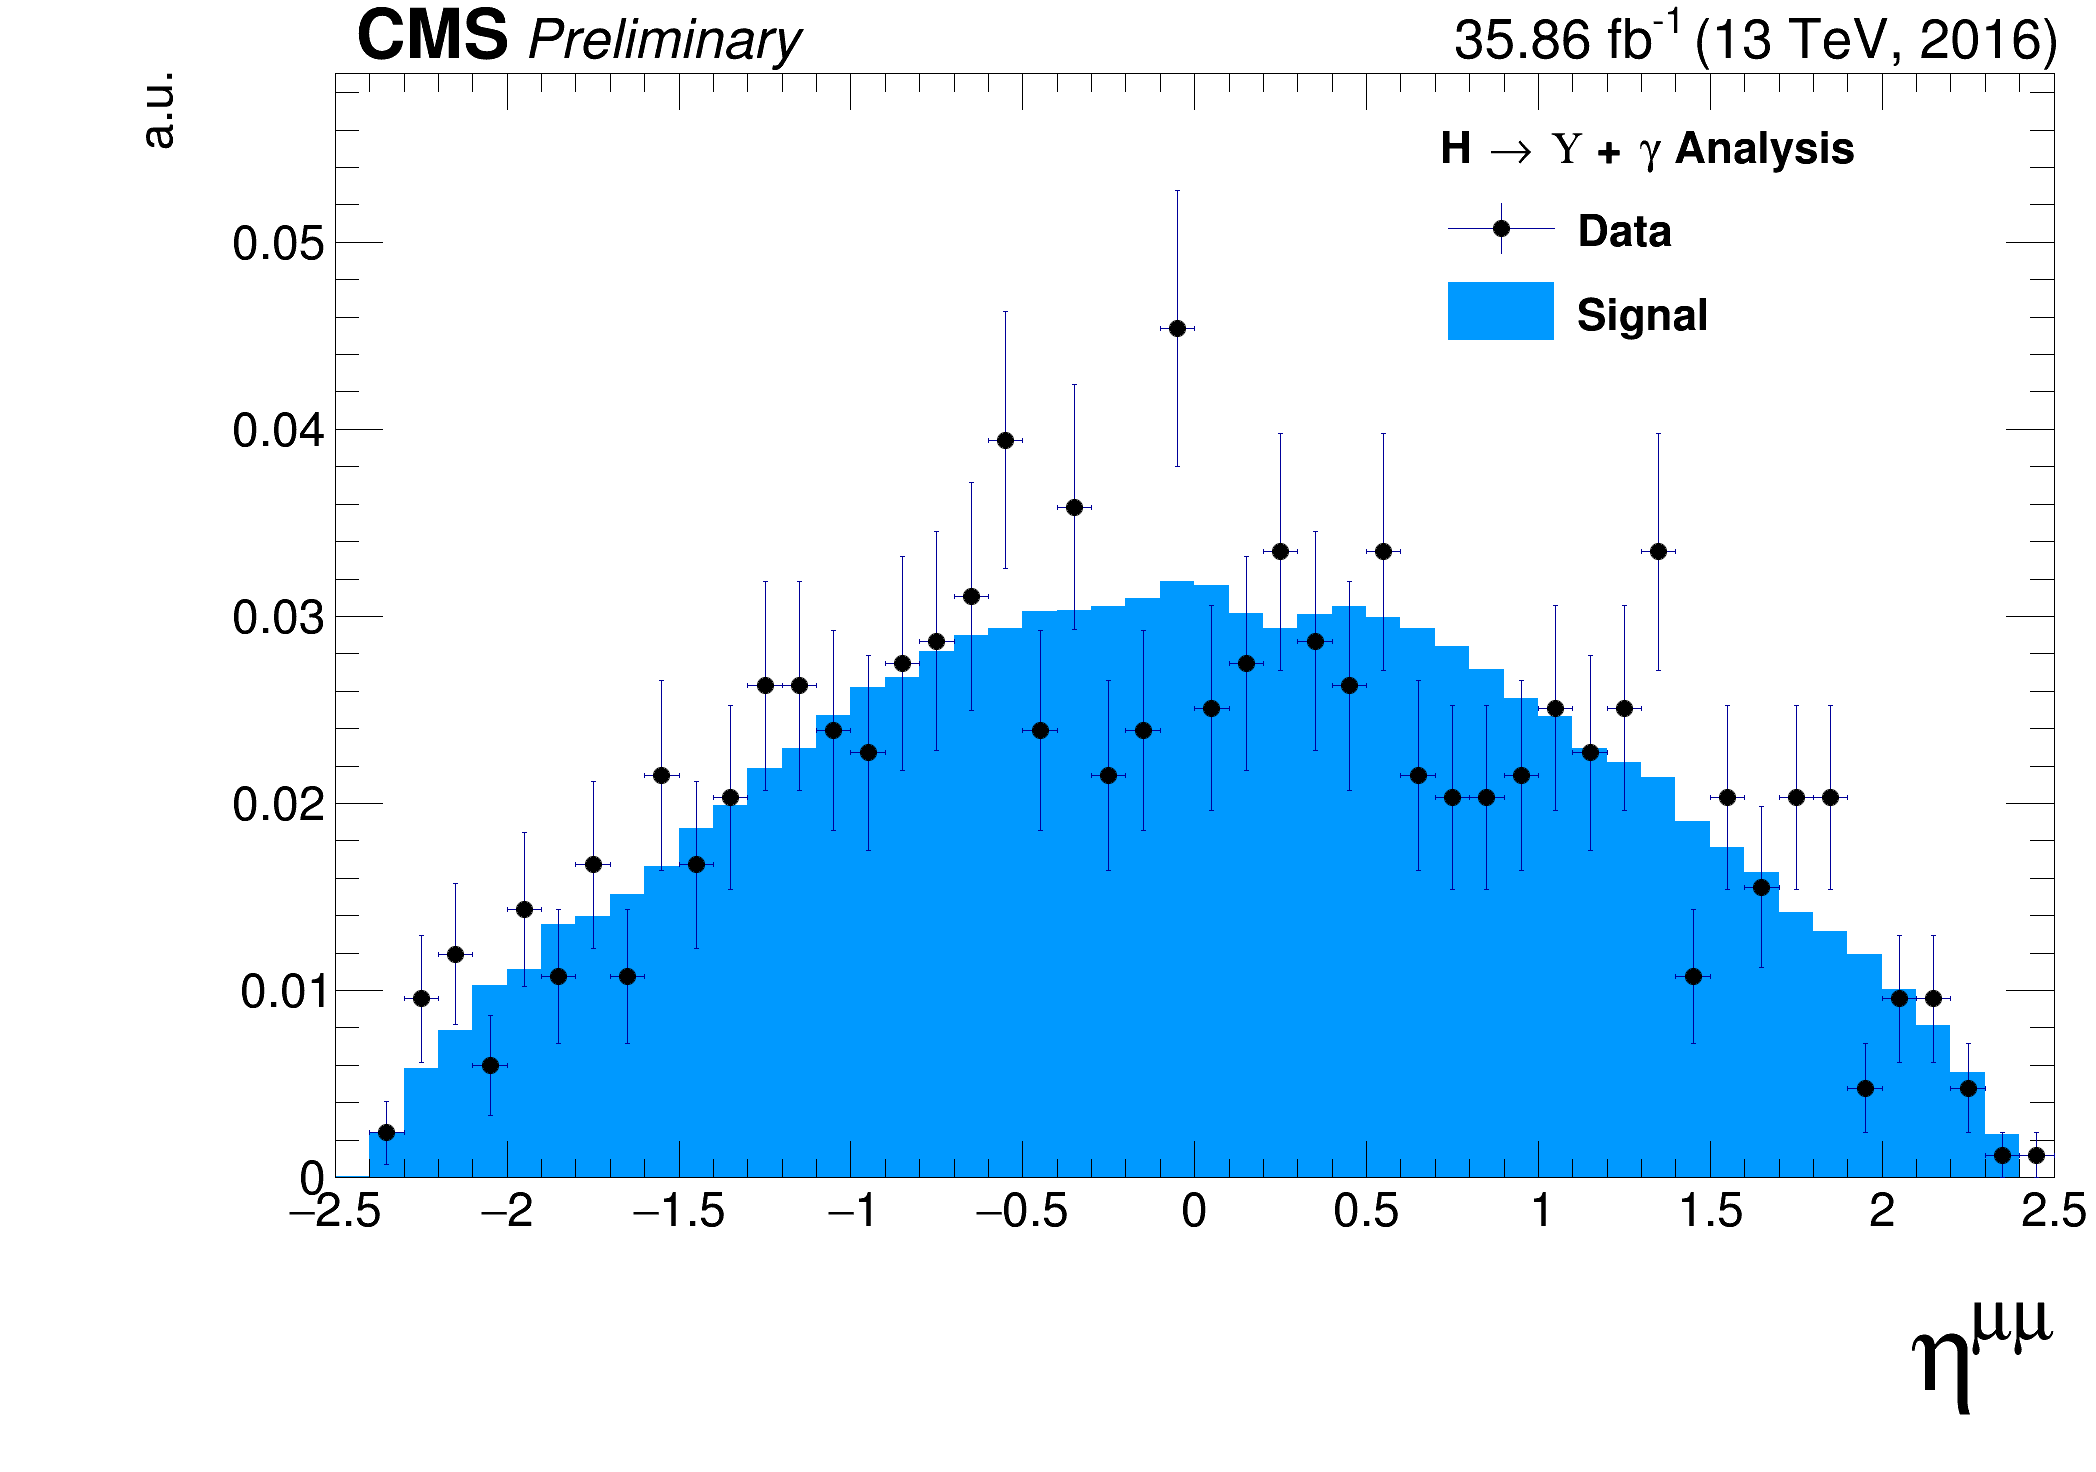 CMS Preliminary 35.86 fb⁻¹ (13 TeV, 2016)
a.u.
H → Υ + γ Analysis
Data
Signal
0.05
0.04
0.03
0.02
0.01
0
−2.5 −2 −1.5 −1 −0.5 0 0.5 1 1.5 2 2.5
η^μμ